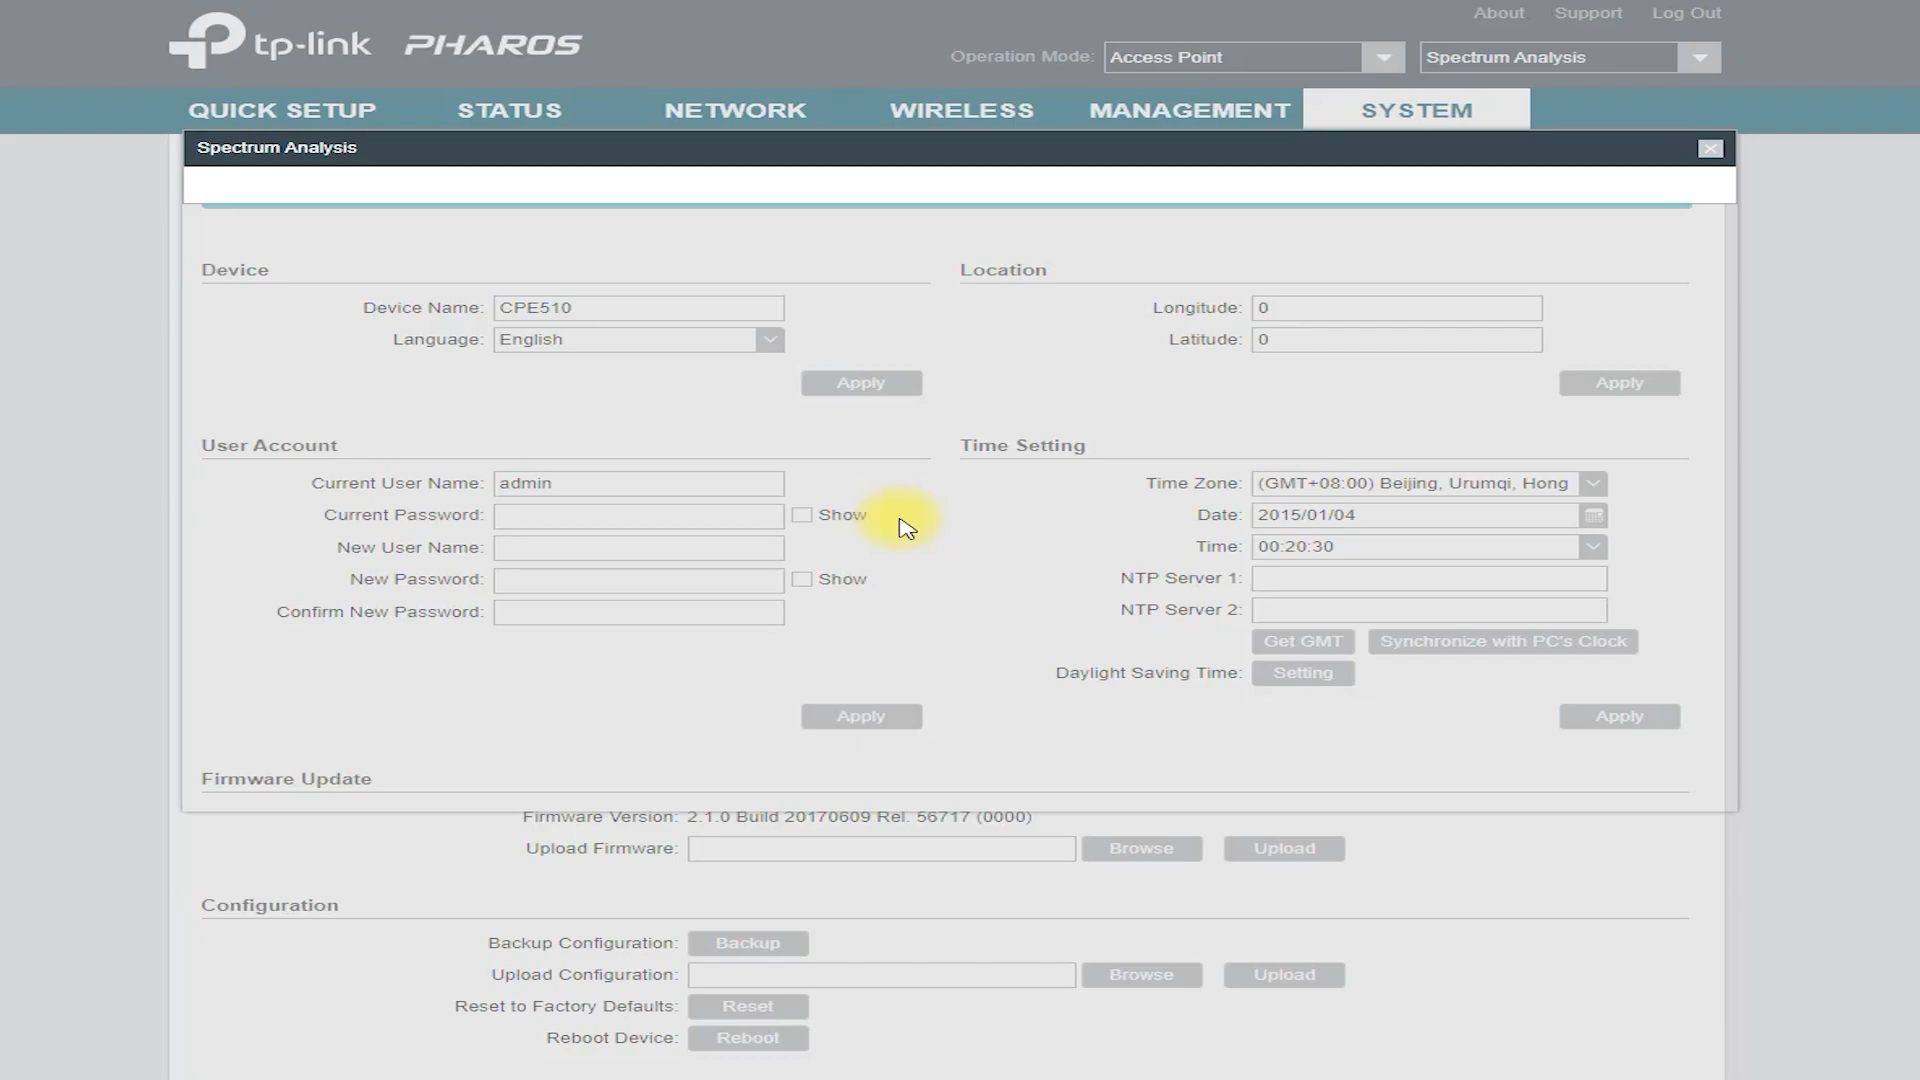 About Support Log Out
tp-link PHAROS
Operation Mode: Access Point Spectrum Analysis
QUICK SETUP STATUS NETWORK WIRELESS MANAGEMENT SYSTEM
Spectrum Analysis
Device Location
Device Name: CPE510 Longitude: 0
Language: English Latitude: 0
Apply Apply
User Account Time Setting
Current User Name: admin Time Zone: (GMT+08:00) Beijing, Urumqi, Hong
Current Password: Show Date: 2015/01/04
New User Name: Time: 00:20:30
New Password: Show NTP Server 1:
Confirm New Password: NTP Server 2:
Get GMT Synchronize with PC's Clock
Daylight Saving Time: Setting
Apply Apply
Firmware Update
Firmware Version: 2.1.0 Build 20170609 Rel. 56717 (0000)
Upload Firmware: Browse Upload
Configuration
Backup Configuration: Backup
Upload Configuration: Browse Upload
Reset to Factory Defaults: Reset
Reboot Device: Reboot